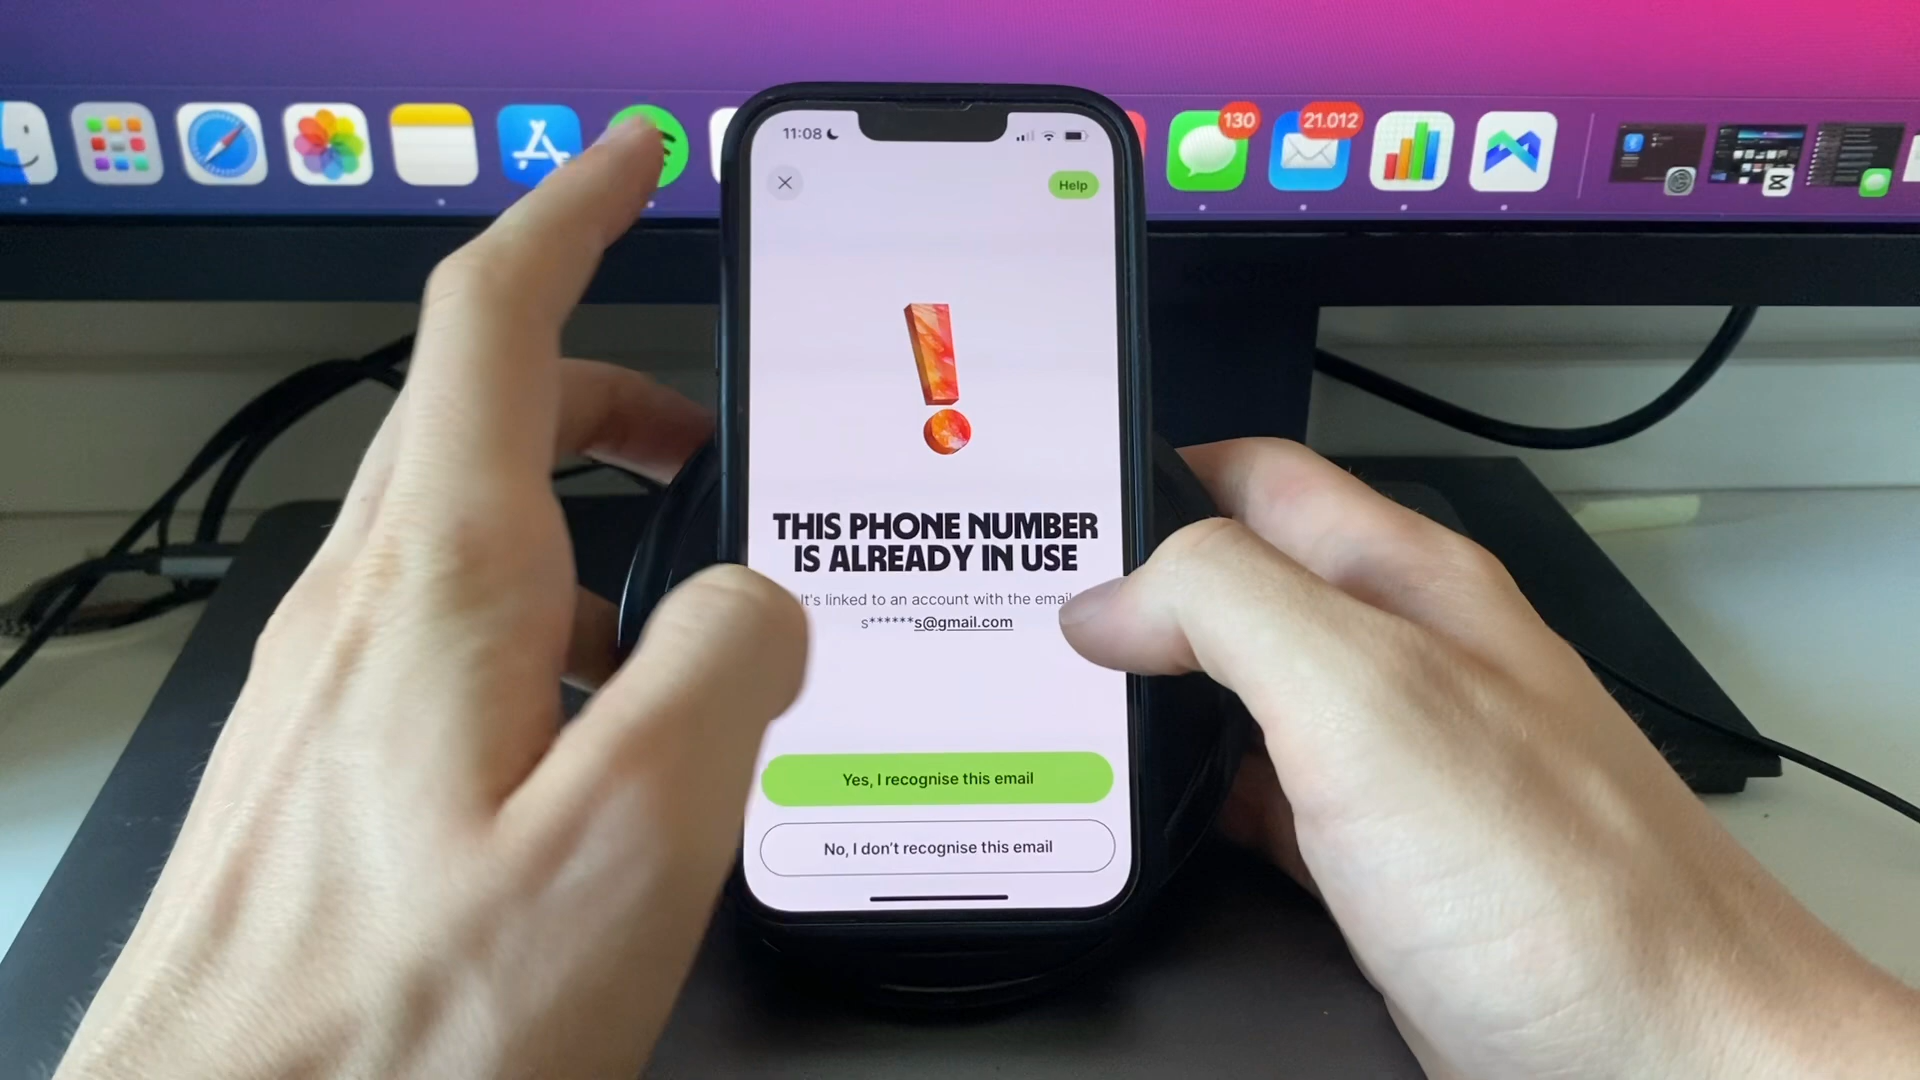 130
21.012
11:08
Help
THIS PHONE NUMBER
IS ALREADY IN USE
It's linked to an account with the email
s******s@gmail.com
Yes, I recognise this email
No, I don't recognise this email